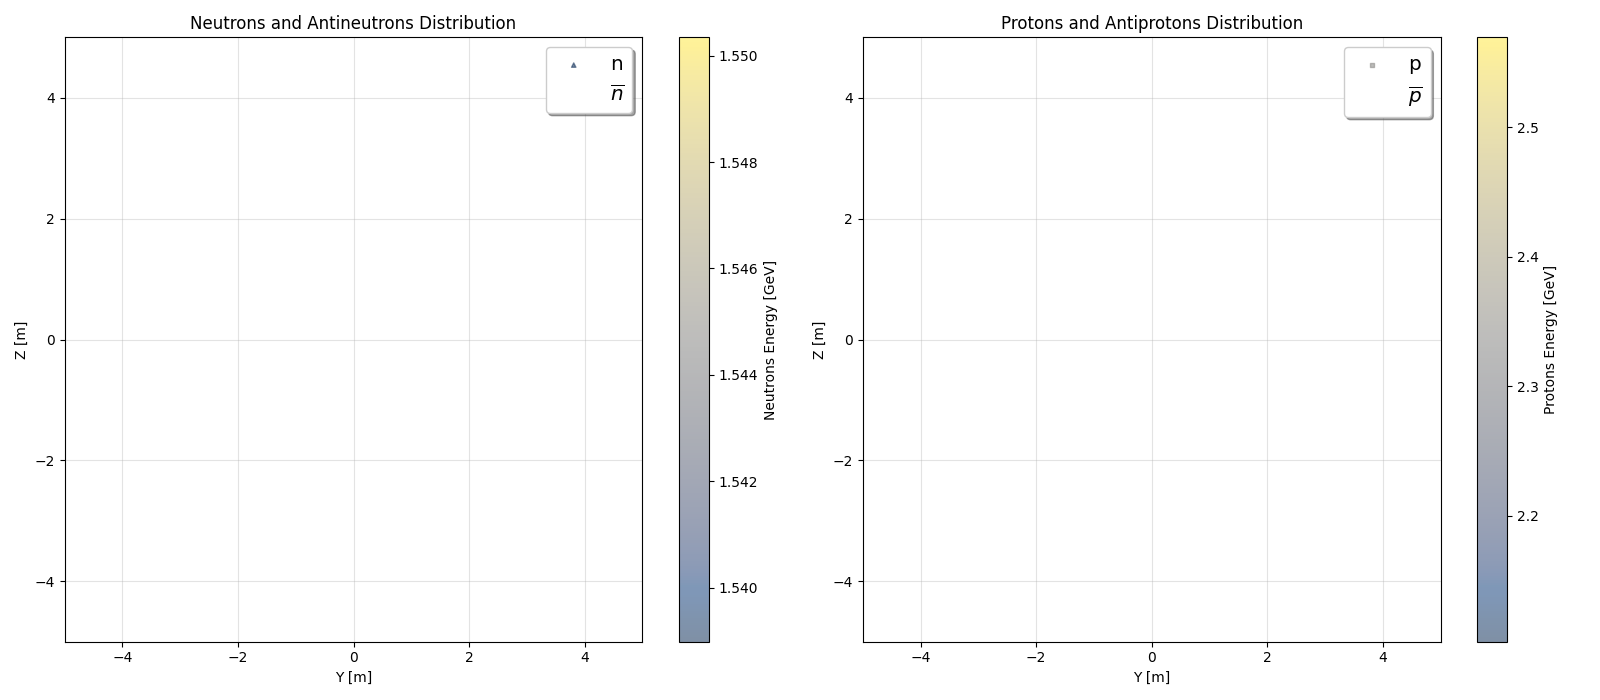 Neutrons and Antineutrons Distribution
n
n̅
4
2
0
−2
−4
Z [m]
−4 −2 0 2 4
Y [m]
1.550
1.548
1.546
1.544
1.542
1.540
Neutrons Energy [GeV]
Protons and Antiprotons Distribution
p
p̅
4
2
0
−2
−4
Z [m]
−4 −2 0 2 4
Y [m]
2.5
2.4
2.3
2.2
Protons Energy [GeV]